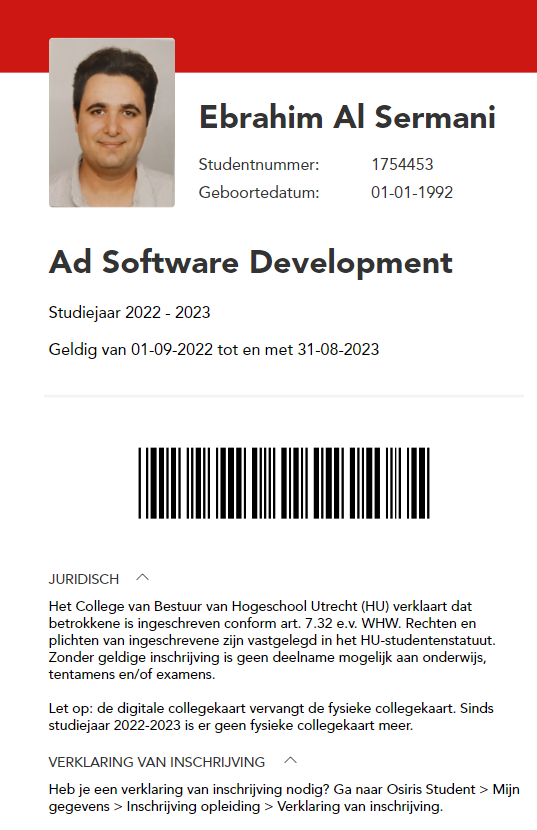 Ebrahim Al Sermani
Studentnummer: 1754453
Geboortedatum: 01-01-1992
Ad Software Development
Studiejaar 2022 - 2023
Geldig van 01-09-2022 tot en met 31-08-2023
JURIDISCH
Het College van Bestuur van Hogeschool Utrecht (HU) verklaart dat
betrokkene is ingeschreven conform art. 7.32 e.v. WHW. Rechten en
plichten van ingeschrevene zijn vastgelegd in het HU-studentenstatuut.
Zonder geldige inschrijving is geen deelname mogelijk aan onderwijs,
tentamens en/of examens.
Let op: de digitale collegekaart vervangt de fysieke collegekaart. Sinds
studiejaar 2022-2023 is er geen fysieke collegekaart meer.
VERKLARING VAN INSCHRIJVING
Heb je een verklaring van inschrijving nodig? Ga naar Osiris Student > Mijn
gegevens > Inschrijving opleiding > Verklaring van inschrijving.